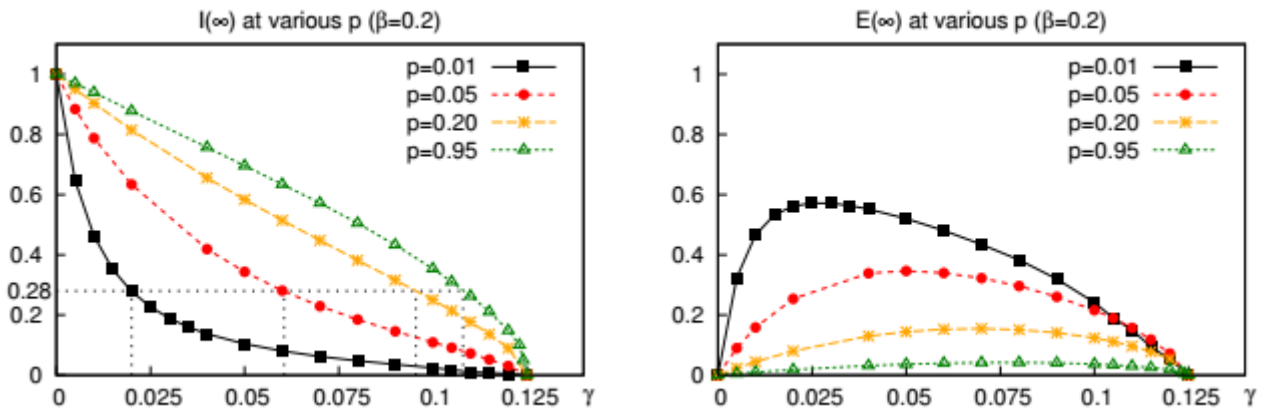 I(∞) at various p (β=0.2)
p=0.01
p=0.05
p=0.20
p=0.95
1
0.8
0.6
0.4
0.28
0.2
0
0 0.025 0.05 0.075 0.1 0.125 γ
E(∞) at various p (β=0.2)
p=0.01
p=0.05
p=0.20
p=0.95
1
0.8
0.6
0.4
0.2
0
0 0.025 0.05 0.075 0.1 0.125 γ